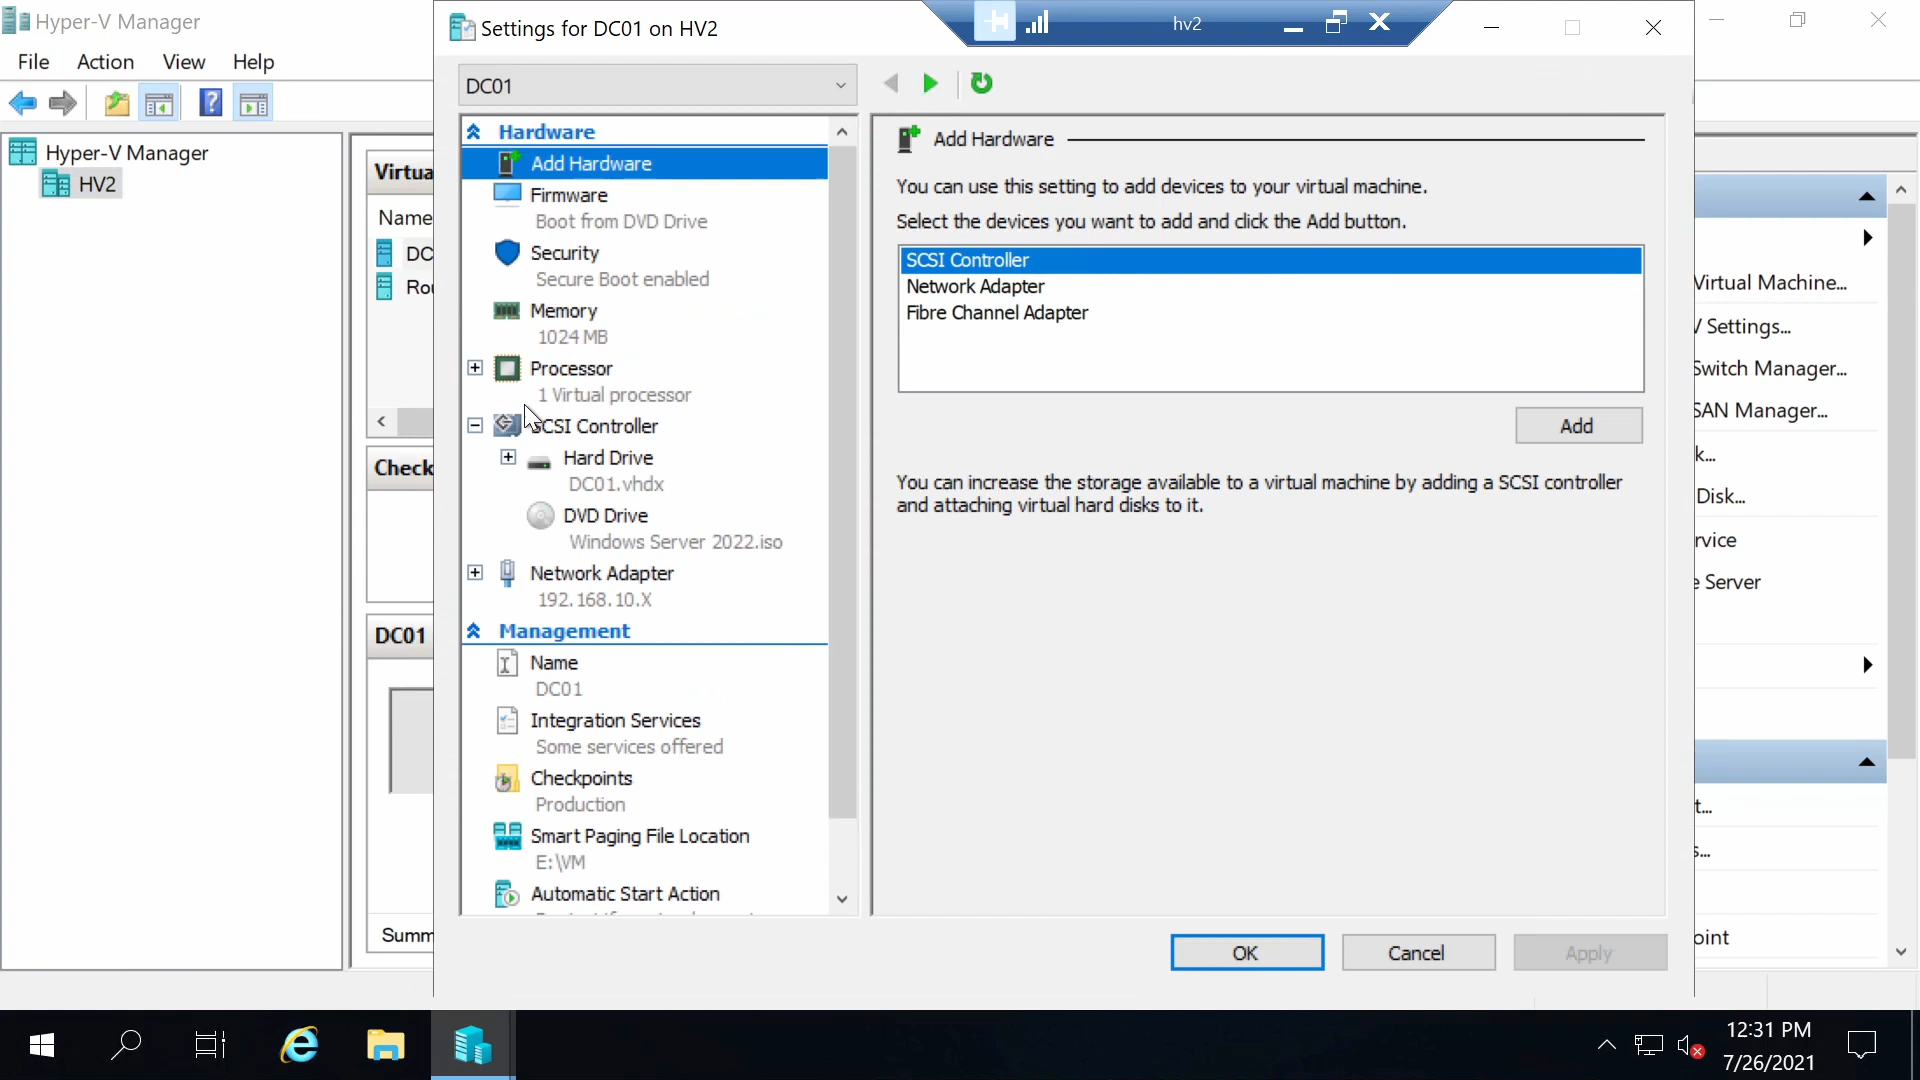 Hyper-V Manager
File Action View Help
Hyper-V Manager
HV2
Virtua
Name
DC
Rou
Check
DC01
Summ
Settings for DC01 on HV2
hv2
DC01
Hardware
Add Hardware
Firmware
Boot from DVD Drive
Security
Secure Boot enabled
Memory
1024 MB
Processor
1 Virtual processor
SCSI Controller
Hard Drive
DC01.vhdx
DVD Drive
Windows Server 2022.iso
Network Adapter
192.168.10.X
Management
Name
DC01
Integration Services
Some services offered
Checkpoints
Production
Smart Paging File Location
E:\VM
Automatic Start Action
Add Hardware
You can use this setting to add devices to your virtual machine.
Select the devices you want to add and click the Add button.
SCSI Controller
Network Adapter
Fibre Channel Adapter
Add
You can increase the storage available to a virtual machine by adding a SCSI controller
and attaching virtual hard disks to it.
OK Cancel Apply
Virtual Machine...
/ Settings...
Switch Manager...
SAN Manager...
k...
Disk...
rvice
e Server
t...
s...
oint
12:31 PM
7/26/2021